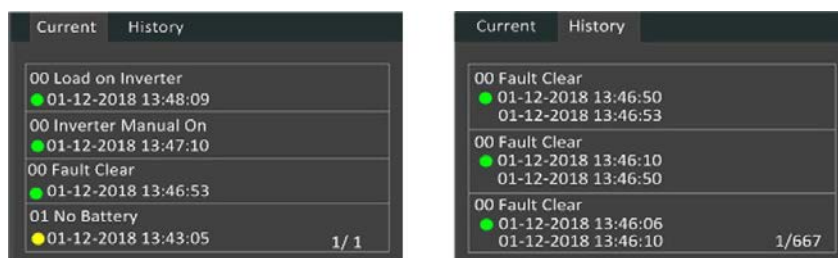 Current History
00 Load on Inverter
01-12-2018 13:48:09
00 Inverter Manual On
01-12-2018 13:47:10
00 Fault Clear
01-12-2018 13:46:53
01 No Battery
01-12-2018 13:43:05
1/ 1
Current History
00 Fault Clear
01-12-2018 13:46:50
01-12-2018 13:46:53
00 Fault Clear
01-12-2018 13:46:10
01-12-2018 13:46:50
00 Fault Clear
01-12-2018 13:46:06
01-12-2018 13:46:10
1/667